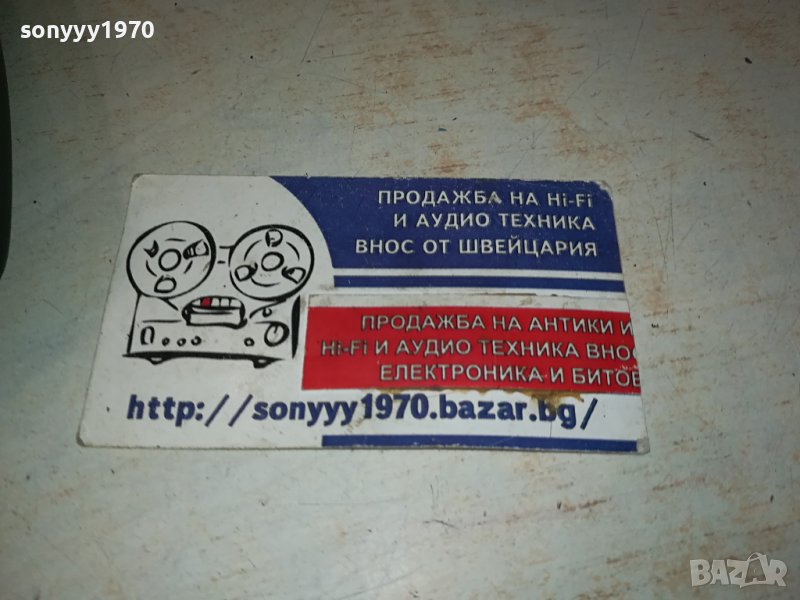 sonyyy1970
ПРОДАЖБА НА Hi-Fi
И АУДИО ТЕХНИКА
ВНОС ОТ ШВЕЙЦАРИЯ
ПРОДАЖБА НА АНТИКИ И
Hi-Fi И АУДИО ТЕХНИКА ВНОС
ЕЛЕКТРОНИКА И БИТОВ
http://sonyyy1970.bazar.bg/
BAZAR